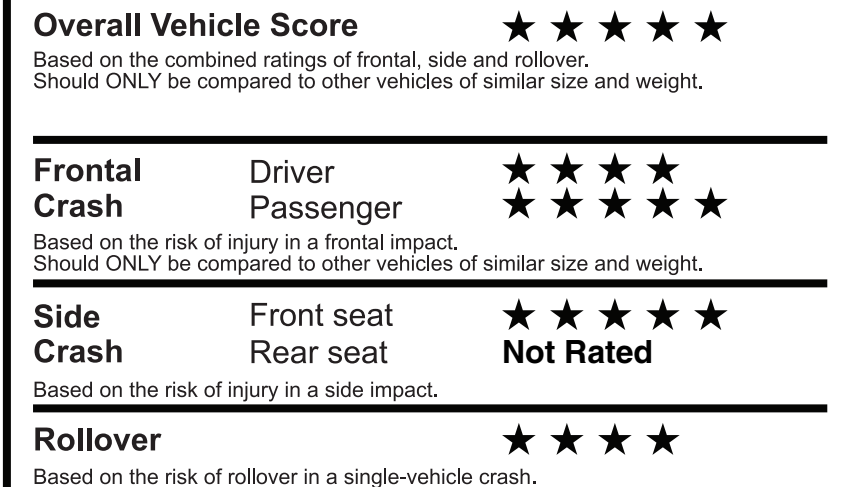 Overall Vehicle Score ★ ★ ★ ★ ★
Based on the combined ratings of frontal, side and rollover.
Should ONLY be compared to other vehicles of similar size and weight.
Frontal Driver ★ ★ ★ ★
Crash Passenger ★ ★ ★ ★ ★
Based on the risk of injury in a frontal impact.
Should ONLY be compared to other vehicles of similar size and weight.
Side Front seat ★ ★ ★ ★ ★
Crash Rear seat Not Rated
Based on the risk of injury in a side impact.
Rollover ★ ★ ★ ★
Based on the risk of rollover in a single-vehicle crash.